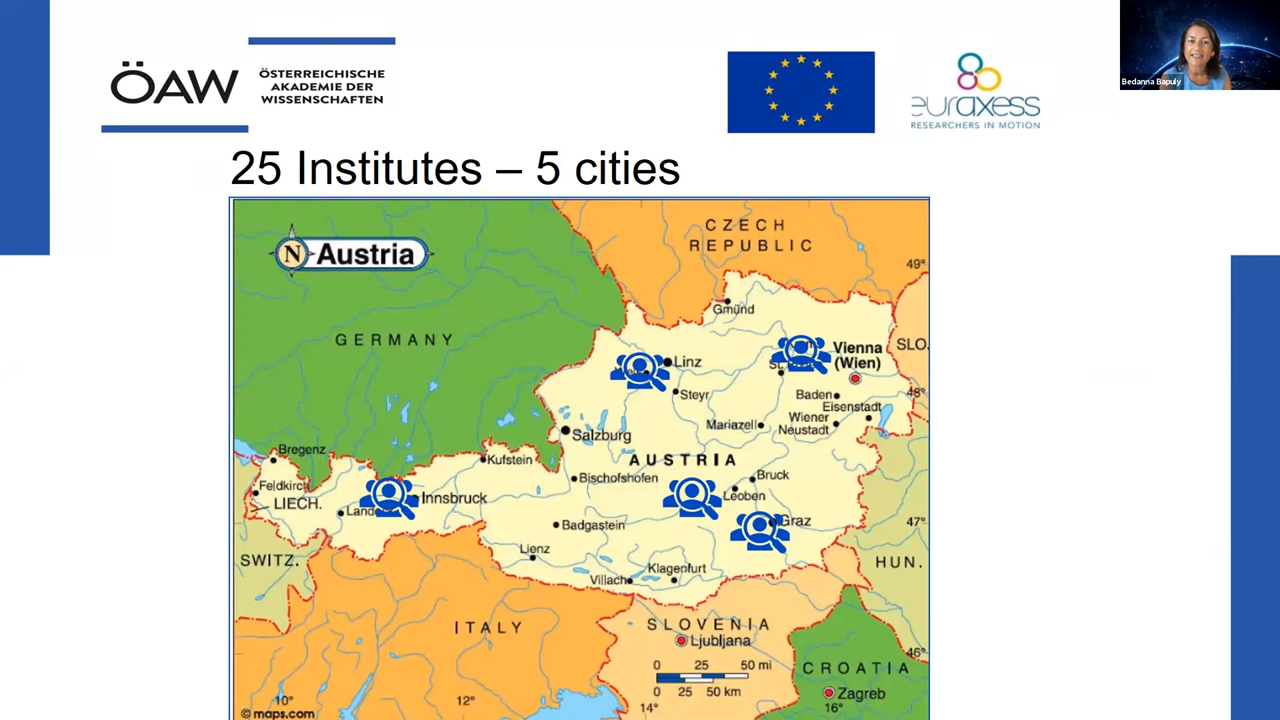 ÖAW
ÖSTERREICHISCHE
AKADEMIE DER
WISSENSCHAFTEN
euraxess
RESEARCHERS IN MOTION
Bedanna Bapuly
25 Institutes – 5 cities
N
Austria
CZECH
REPUBLIC
49°
Gmünd
GERMANY
Linz
Vienna
(Wien)
SLO.
Steyr
48°
Baden
Eisenstadt
Wiener
Neustadt
Mariazell
Salzburg
AUSTRIA
Bregenz
Kufstein
Bischofshofen
Bruck
Feldkirch
Leoben
LIECH.
Innsbruck
Graz
47°
Badgastein
Lienz
SWITZ.
HUN.
Klagenfurt
Villach
ITALY
SLOVENIA
Ljubljana
46°
0 25 50 mi
CROATIA
0 25 50 km
Zagreb
10°
12°
14°
16°
© maps.com